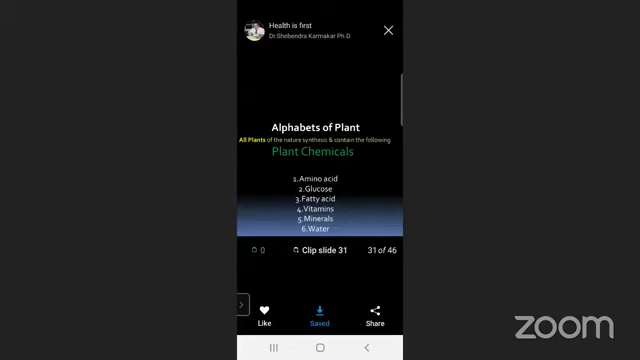 Health is first
Dr.Shebendra Karmakar Ph.D
Alphabets of Plant
All Plants of the nature synthesis & contain the following
Plant Chemicals
1.Amino acid
2.Glucose
3.Fatty acid
4.Vitamins
5.Minerals
6.Water
0
Clip slide 31
31 of 46
Like
Saved
Share
zoom